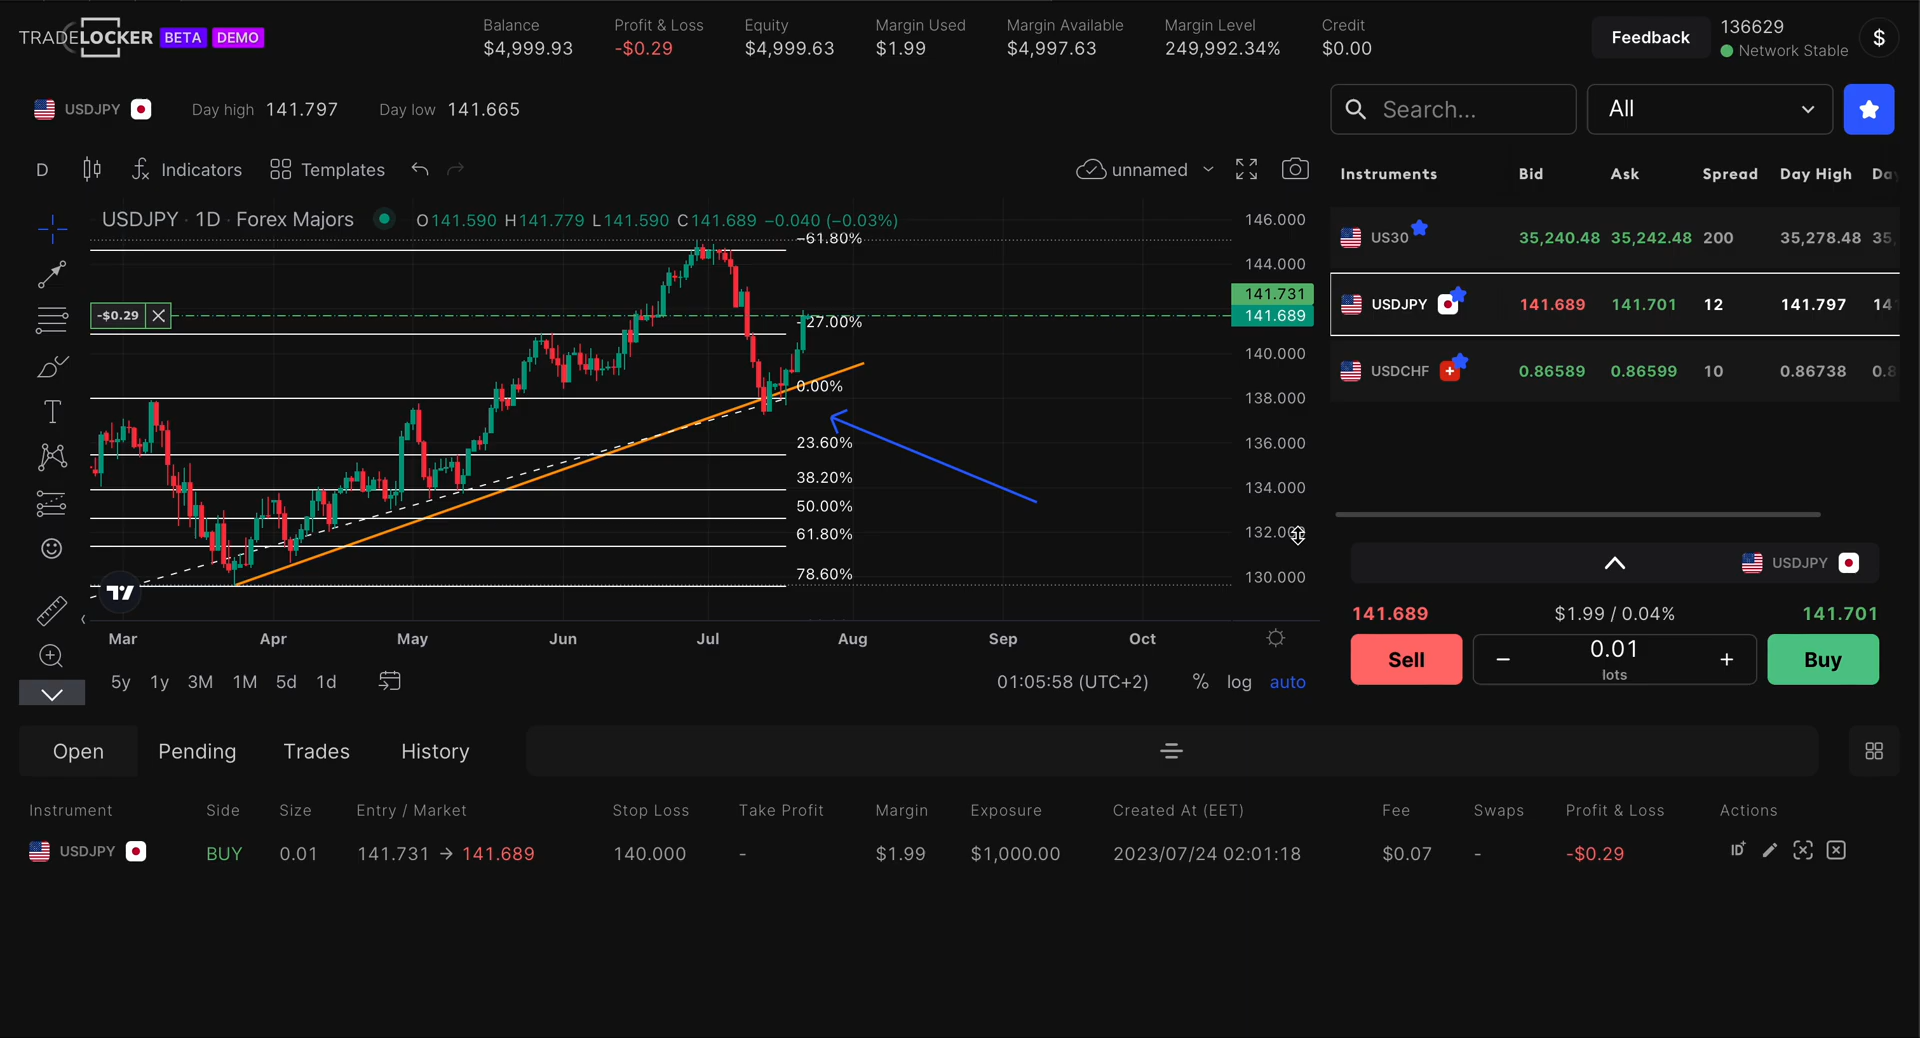 TRADELOCKER BETA DEMO
Balance Profit & Loss Equity Margin Used Margin Available Margin Level Credit
$4,999.93 -$0.29 $4,999.63 $1.99 $4,997.63 249,992.34% $0.00
Feedback
136629
Network Stable
$
USDJPY Day high 141.797 Day low 141.665
Search... All
D Indicators Templates unnamed
USDJPY · 1D · Forex Majors O141.590 H141.779 L141.590 C141.689 −0.040 (−0.03%)
−61.80%
-$0.29
27.00%
0.00%
23.60%
38.20%
50.00%
61.80%
78.60%
146.000
144.000
141.731
141.689
140.000
138.000
136.000
134.000
132.000
130.000
Mar Apr May Jun Jul Aug Sep Oct
5y 1y 3M 1M 5d 1d 01:05:58 (UTC+2) % log auto
Instruments Bid Ask Spread Day High Da
US30 35,240.48 35,242.48 200 35,278.48 35,
USDJPY 141.689 141.701 12 141.797 14
USDCHF 0.86589 0.86599 10 0.86738 0.8
USDJPY
141.689 $1.99 / 0.04% 141.701
Sell − 0.01 + Buy
lots
Open Pending Trades History
Instrument Side Size Entry / Market Stop Loss Take Profit Margin Exposure Created At (EET) Fee Swaps Profit & Loss Actions
USDJPY BUY 0.01 141.731 → 141.689 140.000 - $1.99 $1,000.00 2023/07/24 02:01:18 $0.07 - -$0.29 ID+